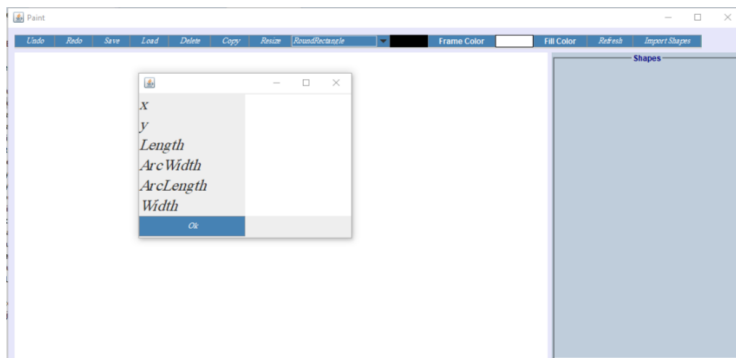 Paint
Undo Redo Save Load Delete Copy Resize RoundRectangle Frame Color Fill Color Refresh Import Shapes
Shapes
x
y
Length
ArcWidth
ArcLength
Width
Ok